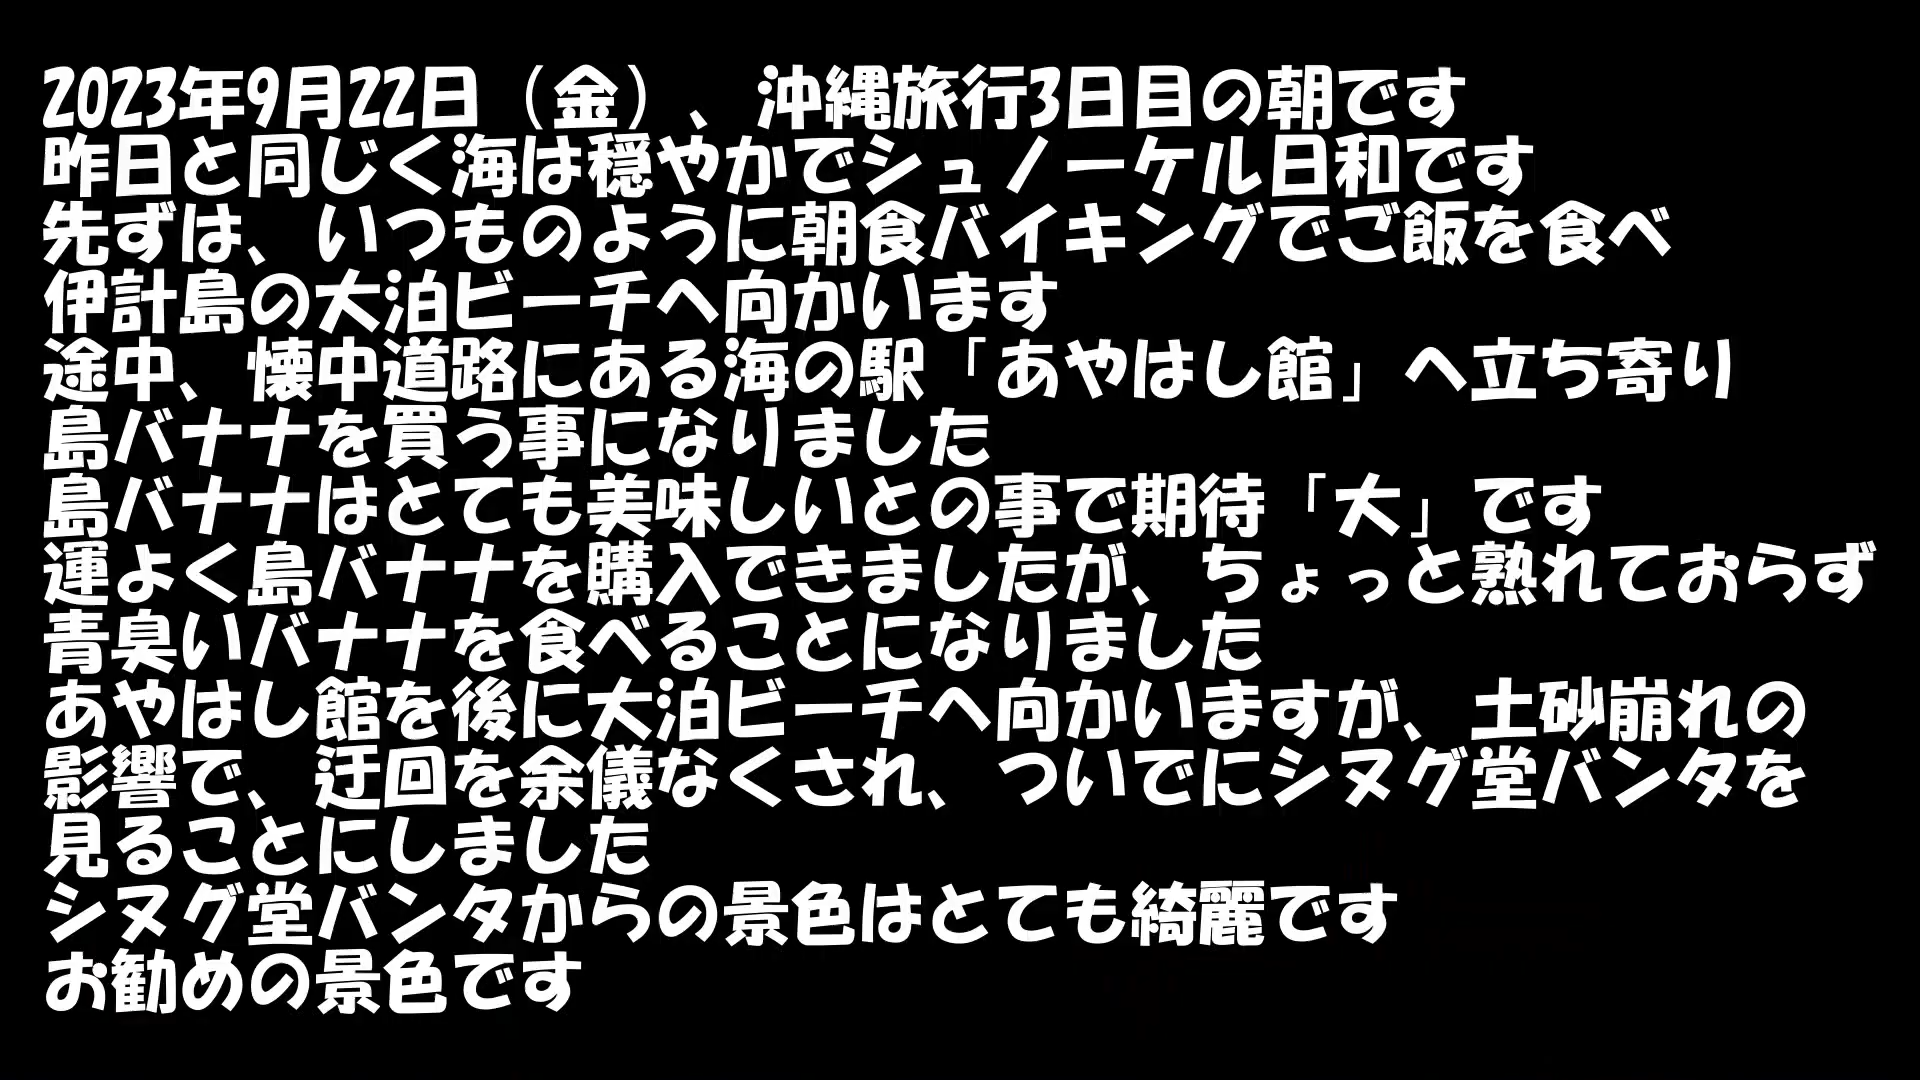 2023年9月22日（金）、沖縄旅行3日目の朝です
昨日と同じく海は穏やかでシュノーケル日和です
先ずは、いつものように朝食バイキングでご飯を食べ
伊計島の大泊ビーチへ向かいます
途中、懐中道路にある海の駅「あやはし館」へ立ち寄り
島バナナを買う事になりました
島バナナはとても美味しいとの事で期待「大」です
運よく島バナナを購入できましたが、ちょっと熟れておらず
青臭いバナナを食べることになりました
あやはし館を後に大泊ビーチへ向かいますが、土砂崩れの
影響で、迂回を余儀なくされ、ついでにシヌグ堂バンタを
見ることにしました
シヌグ堂バンタからの景色はとても綺麗です
お勧めの景色です